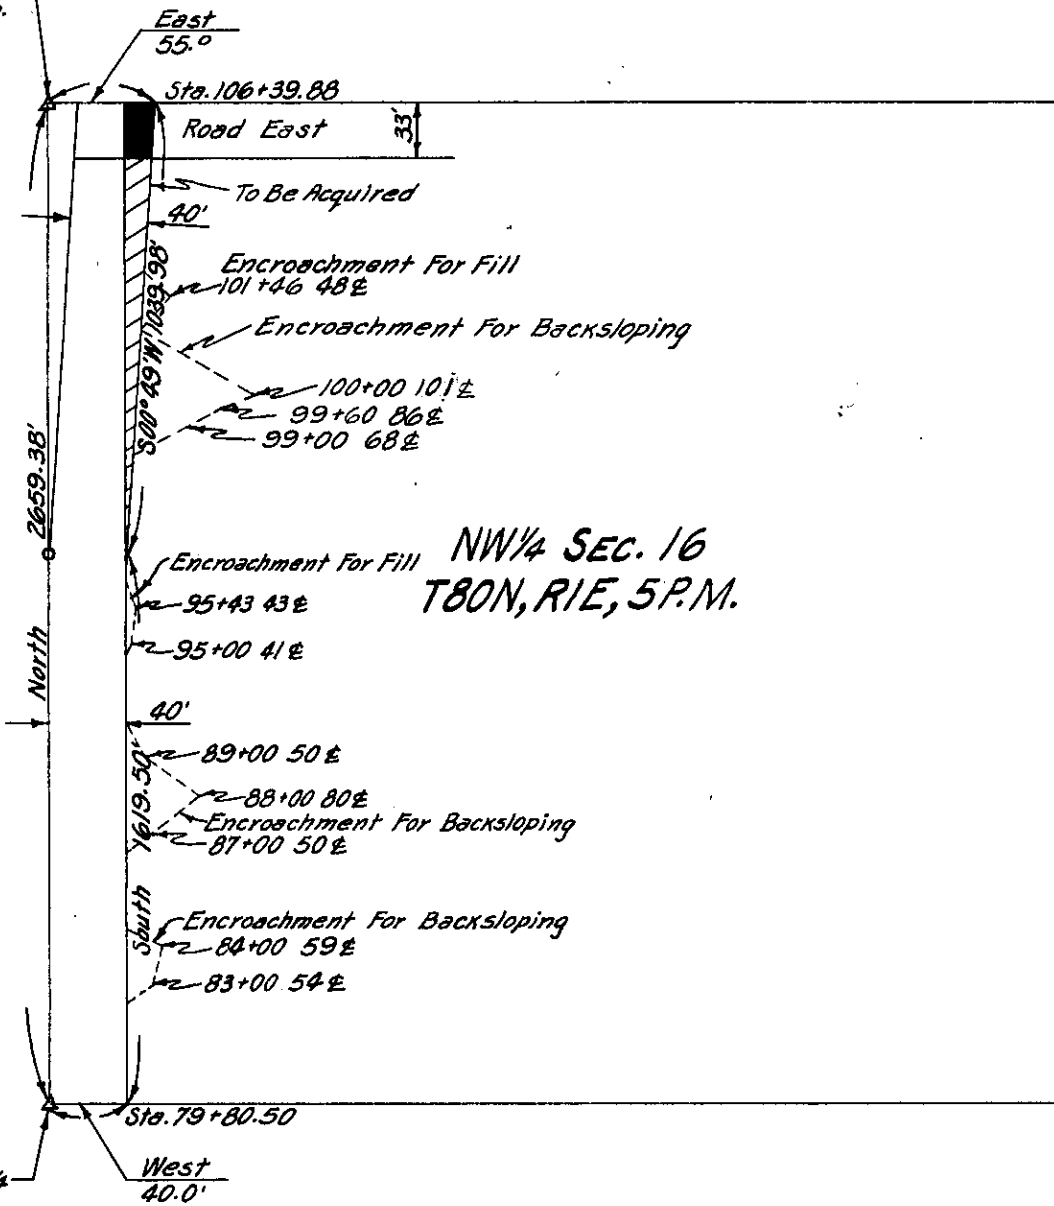 East
55.0
Sta. 106+39.88
Road East
33'
To Be Acquired
40'
Encroachment For Fill
101+46 48 ℄
Encroachment For Backsloping
100+00 101 ℄
99+60 86 ℄
99+00 68 ℄
S00°49'W, 1039.98'
2659.38'
North
NW1/4 SEC. 16
T80N, R1E, 5P.M.
Encroachment For Fill
95+43 43 ℄
95+00 41 ℄
40'
89+00 50 ℄
88+00 80 ℄
Encroachment For Backsloping
87+00 50 ℄
1619.50'
South
Encroachment For Backsloping
84+00 59 ℄
83+00 54 ℄
Sta. 79+80.50
West
40.0'